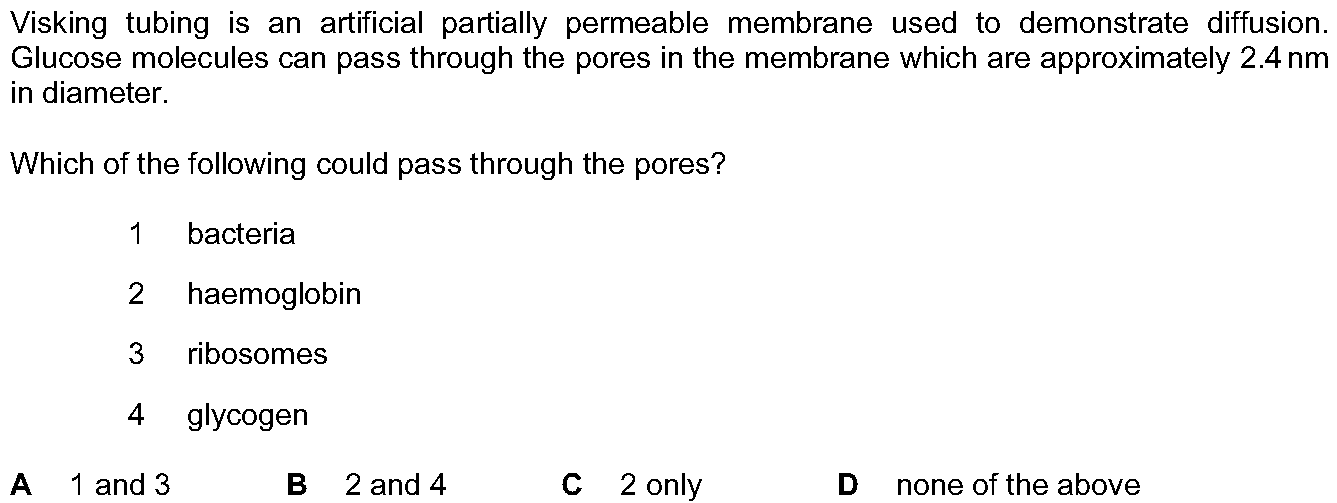 Visking tubing is an artificial partially permeable membrane used to demonstrate diffusion.
Glucose molecules can pass through the pores in the membrane which are approximately 2.4 nm
in diameter.
Which of the following could pass through the pores?
1 bacteria
2 haemoglobin
3 ribosomes
4 glycogen
A 1 and 3 B 2 and 4 C 2 only D none of the above